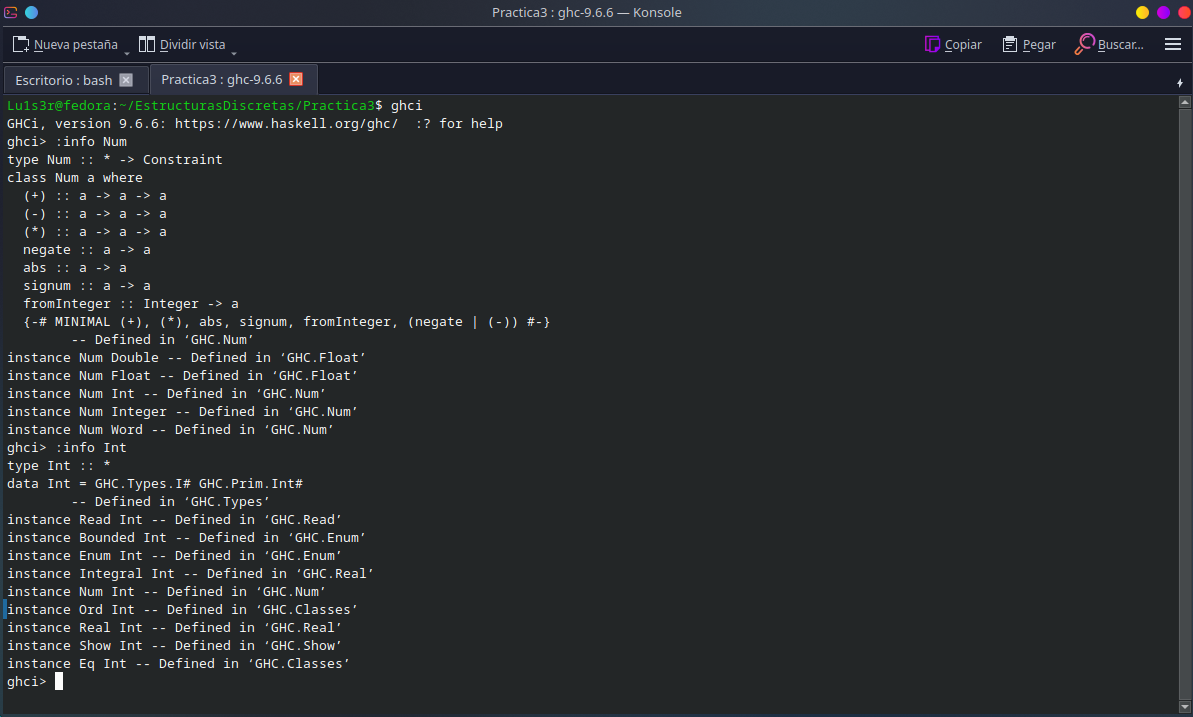 Practica3 : ghc-9.6.6 — Konsole
Nueva pestaña Dividir vista Copiar Pegar Buscar...
Escritorio : bash Practica3 : ghc-9.6.6
Lu1s3r@fedora:~/EstructurasDiscretas/Practica3$ ghci
GHCi, version 9.6.6: https://www.haskell.org/ghc/  :? for help
ghci> :info Num
type Num :: * -> Constraint
class Num a where
  (+) :: a -> a -> a
  (-) :: a -> a -> a
  (*) :: a -> a -> a
  negate :: a -> a
  abs :: a -> a
  signum :: a -> a
  fromInteger :: Integer -> a
  {-# MINIMAL (+), (*), abs, signum, fromInteger, (negate | (-)) #-}
        -- Defined in ‘GHC.Num’
instance Num Double -- Defined in ‘GHC.Float’
instance Num Float -- Defined in ‘GHC.Float’
instance Num Int -- Defined in ‘GHC.Num’
instance Num Integer -- Defined in ‘GHC.Num’
instance Num Word -- Defined in ‘GHC.Num’
ghci> :info Int
type Int :: *
data Int = GHC.Types.I# GHC.Prim.Int#
        -- Defined in ‘GHC.Types’
instance Read Int -- Defined in ‘GHC.Read’
instance Bounded Int -- Defined in ‘GHC.Enum’
instance Enum Int -- Defined in ‘GHC.Enum’
instance Integral Int -- Defined in ‘GHC.Real’
instance Num Int -- Defined in ‘GHC.Num’
instance Ord Int -- Defined in ‘GHC.Classes’
instance Real Int -- Defined in ‘GHC.Real’
instance Show Int -- Defined in ‘GHC.Show’
instance Eq Int -- Defined in ‘GHC.Classes’
ghci>